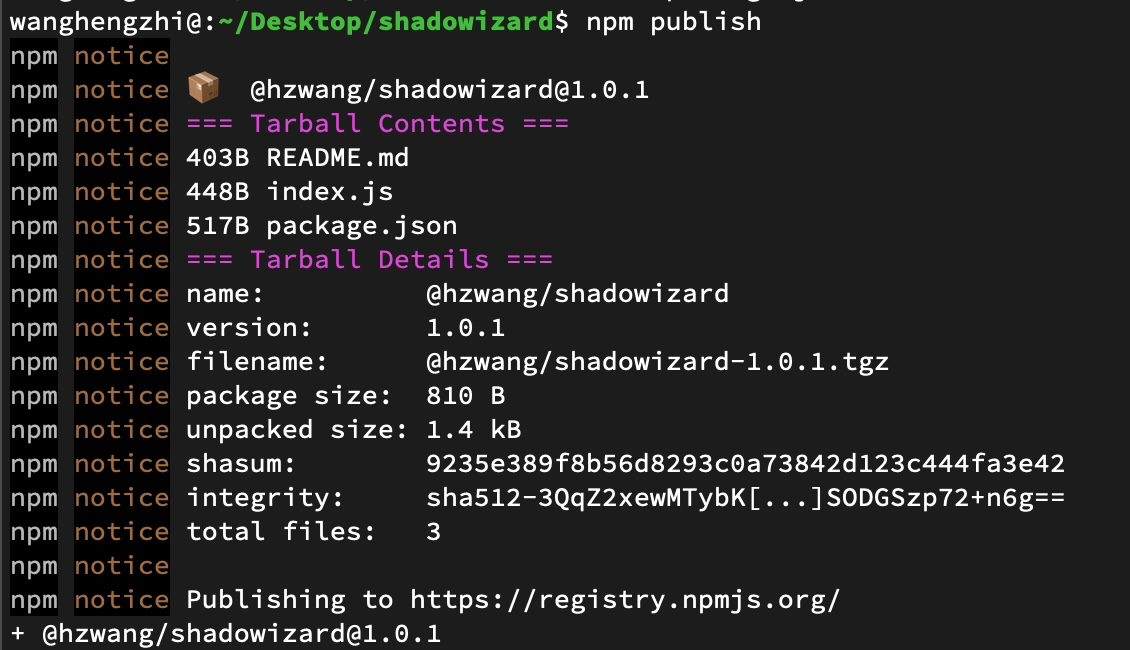 wanghengzhi@:~/Desktop/shadowizard$ npm publish
npm notice
npm notice 📦  @hzwang/shadowizard@1.0.1
npm notice === Tarball Contents ===
npm notice 403B README.md
npm notice 448B index.js
npm notice 517B package.json
npm notice === Tarball Details ===
npm notice name:          @hzwang/shadowizard
npm notice version:       1.0.1
npm notice filename:      @hzwang/shadowizard-1.0.1.tgz
npm notice package size:  810 B
npm notice unpacked size: 1.4 kB
npm notice shasum:        9235e389f8b56d8293c0a73842d123c444fa3e42
npm notice integrity:     sha512-3QqZ2xewMTybK[...]SODGSzp72+n6g==
npm notice total files:   3
npm notice
npm notice Publishing to https://registry.npmjs.org/
+ @hzwang/shadowizard@1.0.1